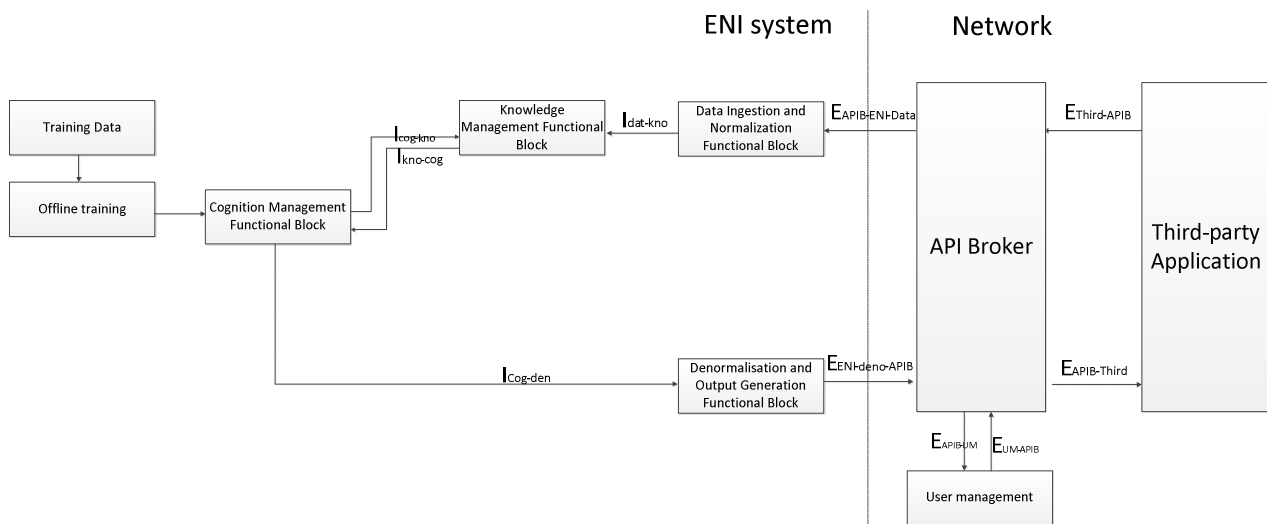 ENI system
Network
Training Data
Offline training
Cognition Management
Functional Block
Icog-kno
Ikno-cog
Knowledge
Management Functional
Block
Idat-kno
Data Ingestion and
Normalization
Functional Block
EAPIB-ENI-Data
API Broker
EThird-APIB
Third-party
Application
ICog-den
Denormalisation and
Output Generation
Functional Block
EENI-deno-APIB
EAPIB-Third
EAPIB-UM
EUM-APIB
User management